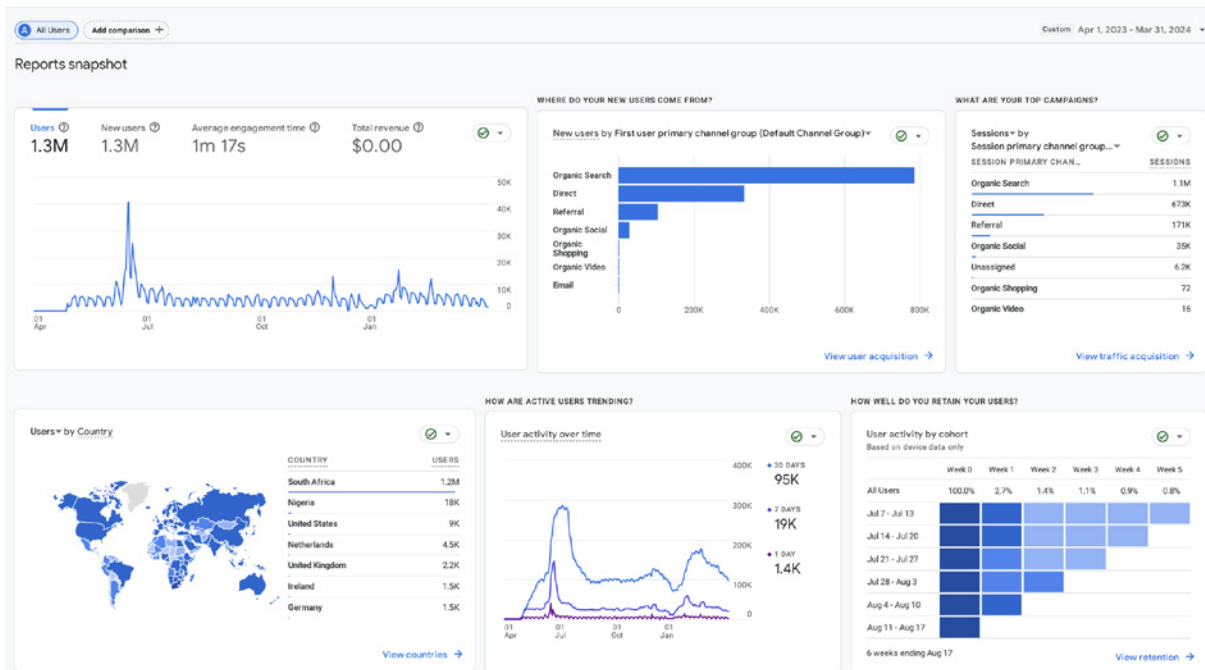 A All Users
Add comparison +
Custom Apr 1, 2023 - Mar 31, 2024
Reports snapshot
Users
New users
Average engagement time
Total revenue
1.3M
1.3M
1m 17s
$0.00
50K
40K
30K
20K
10K
0
01 Apr
01 Jul
01 Oct
01 Jan
WHERE DO YOUR NEW USERS COME FROM?
New users by First user primary channel group (Default Channel Group)
Organic Search
Direct
Referral
Organic Social
Organic Shopping
Organic Video
Email
0
200K
400K
600K
800K
View user acquisition →
WHAT ARE YOUR TOP CAMPAIGNS?
Sessions by
Session primary channel group...
SESSION PRIMARY CHAN... SESSIONS
Organic Search 1.1M
Direct 673K
Referral 171K
Organic Social 35K
Unassigned 6.2K
Organic Shopping 72
Organic Video 16
View traffic acquisition →
Users by Country
COUNTRY USERS
South Africa 1.2M
Nigeria 18K
United States 9K
Netherlands 4.5K
United Kingdom 2.2K
Ireland 1.5K
Germany 1.5K
View countries →
HOW ARE ACTIVE USERS TRENDING?
User activity over time
400K
300K
200K
100K
0
30 DAYS
95K
7 DAYS
19K
1 DAY
1.4K
01 Apr
01 Jul
01 Oct
01 Jan
HOW WELL DO YOU RETAIN YOUR USERS?
User activity by cohort
Based on device data only
Week 0 Week 1 Week 2 Week 3 Week 4 Week 5
All Users 100.0% 2.7% 1.4% 1.1% 0.9% 0.8%
Jul 7 - Jul 13
Jul 14 - Jul 20
Jul 21 - Jul 27
Jul 28 - Aug 3
Aug 4 - Aug 10
Aug 11 - Aug 17
6 weeks ending Aug 17
View retention →